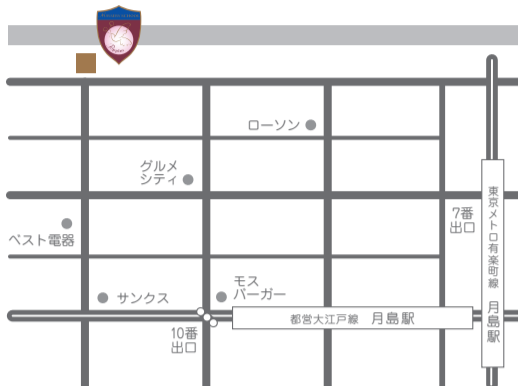 ローソン
グルメ
シティ
7番
出口
東京メトロ有楽町線 月島駅
ベスト電器
サンクス
モス
バーガー
10番
出口
都営大江戸線 月島駅